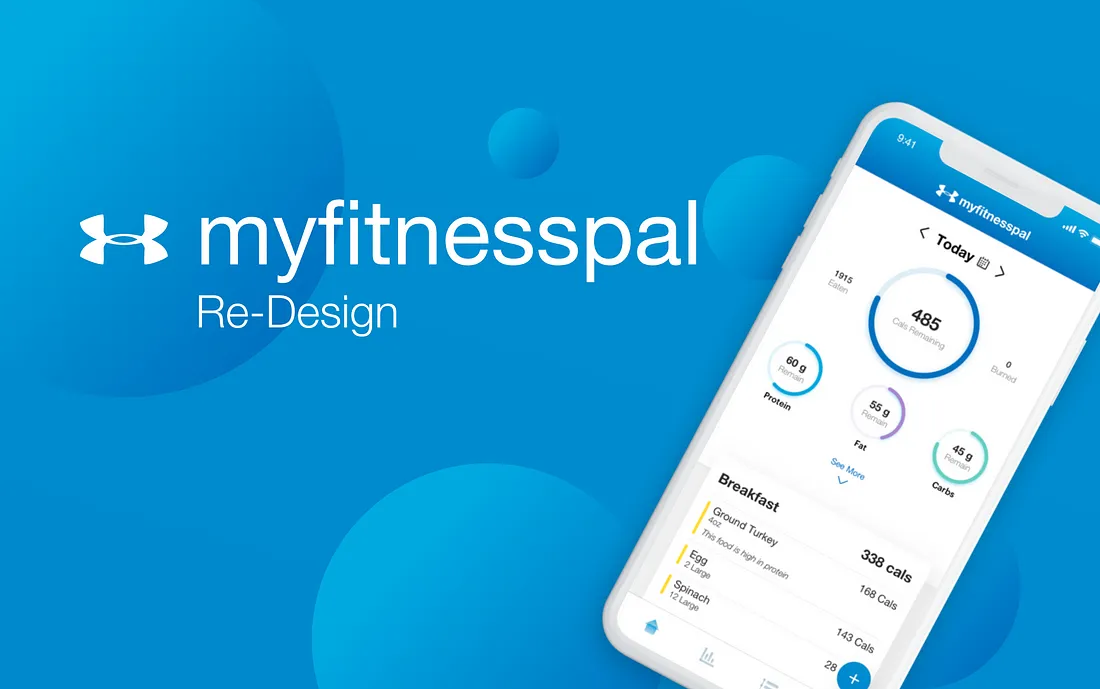 myfitnesspal
Re-Design
9:41
myfitnesspal
Today
1915
Eaten
485
Cals Remaining
0
Burned
60 g
Remain
Protein
55 g
Remain
Fat
45 g
Remain
Carbs
See More
Breakfast
338 cals
Ground Turkey
4oz
168 Cals
This food is high in protein
Egg
2 Large
143 Cals
Spinach
12 Large
28
+